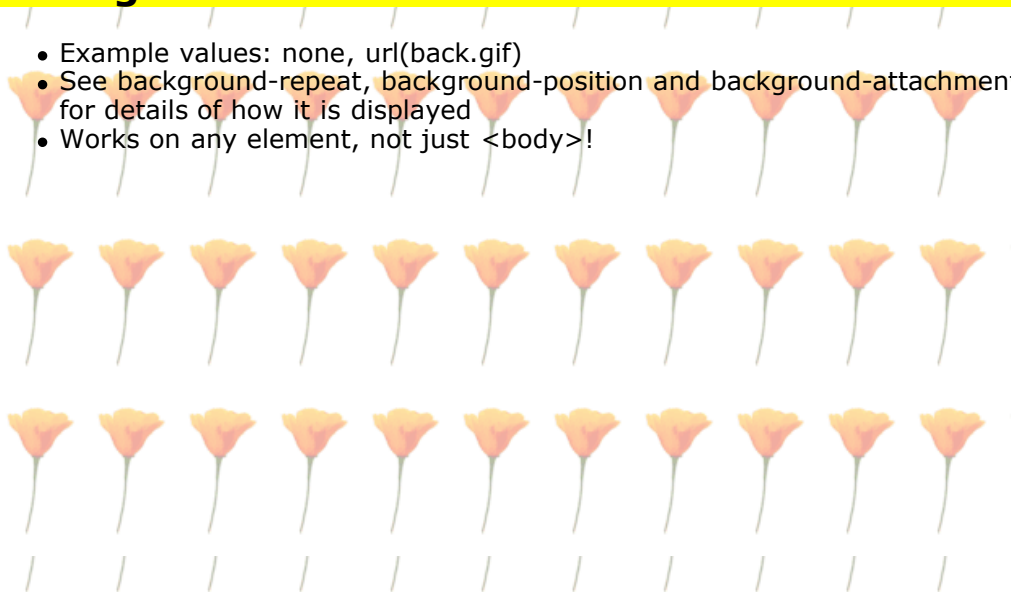 • Example values: none, url(back.gif)
• See background-repeat, background-position and background-attachment
for details of how it is displayed
• Works on any element, not just <body>!